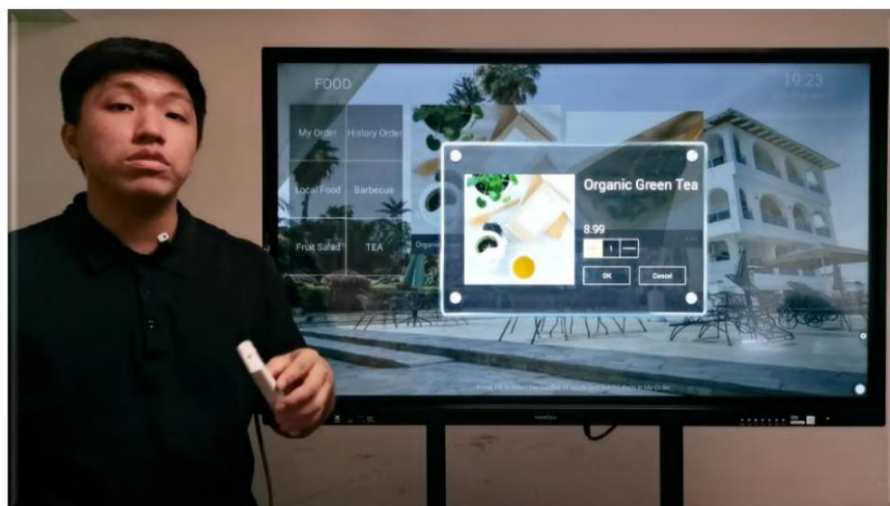 FOOD
19:23
My Order
History Order
Local Food
Barbecue
Fruit Salad
TEA
Organic
Organic Green Tea
8.99
1
OK
Cancel